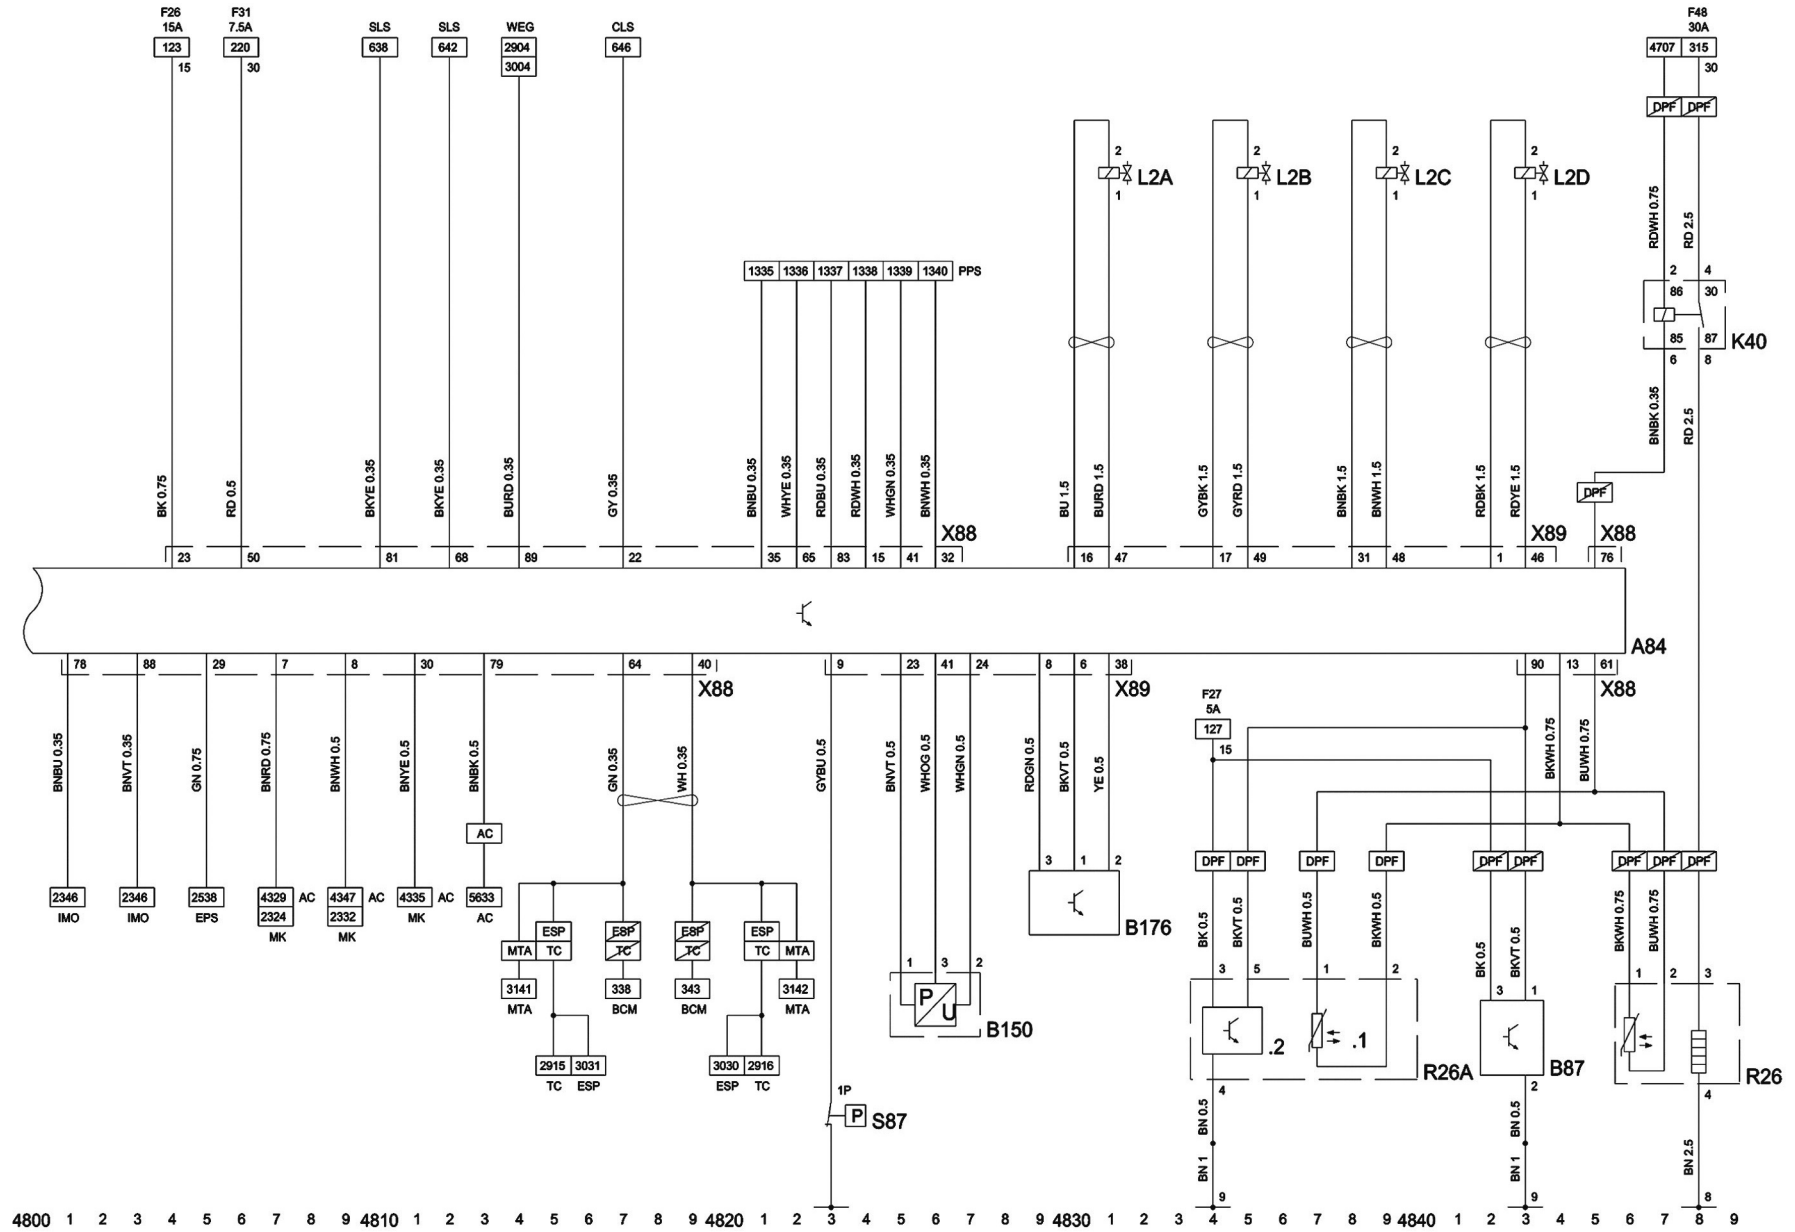 F26 F31 F48
15A 7.5A SLS SLS WEG CLS 30A
123 220 638 642 2904 646 4707 315
15 30 3004 30
DPF DPF
2 2 2 2
L2A L2B L2C L2D
1 1 1 1
RDWH 0.75 RD 2.5
1335 1336 1337 1338 1339 1340 PPS
2 4
86 30
85 87 K40
6 8
BNBK 0.35 RD 2.5
DPF
BK 0.75 RD 0.5 BKYE 0.35 BKYE 0.35 BURD 0.35 GY 0.35 BNBU 0.35 WHYE 0.35 RDBU 0.35 RDWH 0.35 WHGN 0.35 BNWH 0.35 BU 1.5 BURD 1.5 GYBK 1.5 GYRD 1.5 BNBK 1.5 BNWH 1.5 RDBK 1.5 RDYE 1.5
X88 X89 X88
23 50 81 68 89 22 35 65 83 15 41 32 16 47 17 49 31 48 1 46 76
A84
78 88 29 7 8 30 79 64 40 9 23 41 24 8 6 38 90 13 61
X88 X89 X88
F27
5A
127
15
BNBU 0.35 BNVT 0.35 GN 0.75 BNRD 0.75 BNWH 0.5 BNYE 0.5 BNBK 0.5 GN 0.35 WH 0.35 GYBU 0.5 BNVT 0.5 WHOG 0.5 WHGN 0.5 RDGN 0.5 BKVT 0.5 YE 0.5 BKWH 0.75 BUWH 0.75
AC
3 1 2 DPF DPF DPF DPF DPF DPF DPF DPF DPF
2346 2346 2538 4329 AC 4347 AC 4335 AC 5633
IMO IMO EPS 2324 2332 MK AC
MK MK
B176
ESP ESP ESP ESP
MTA TC TC TC TC MTA
BK 0.5 BKVT 0.5 BUWH 0.5 BKWH 0.5 BK 0.5 BKVT 0.5 BKWH 0.75 BUWH 0.75
1 3 2 3 5 1 2 1 2 3
3141 338 343 3142 3 1
MTA BCM BCM MTA
P U
B150
.2 .1
2915 3031 3030 2916
TC ESP ESP TC
R26A B87 R26
1P 4 2 4
P S87
BN 0.5 BN 0.5
BN 1 BN 1 BN 2.5
9 9 8
4800 1 2 3 4 5 6 7 8 9 4810 1 2 3 4 5 6 7 8 9 4820 1 2 3 4 5 6 7 8 9 4830 1 2 3 4 5 6 7 8 9 4840 1 2 3 4 5 6 7 8 9